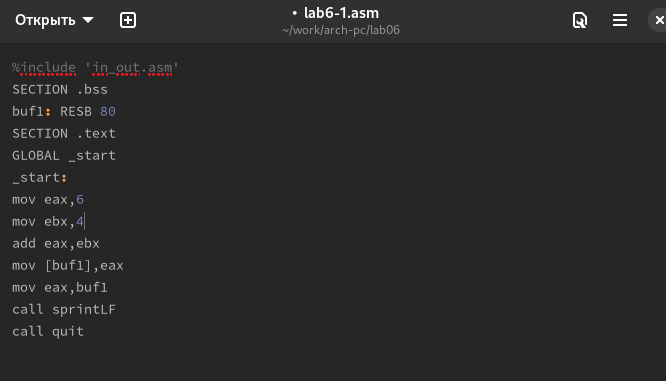 Открыть
• lab6-1.asm
~/work/arch-pc/lab06
%include 'in_out.asm'
SECTION .bss
buf1: RESB 80
SECTION .text
GLOBAL _start
_start:
mov eax,6
mov ebx,4
add eax,ebx
mov [buf1],eax
mov eax,buf1
call sprintLF
call quit